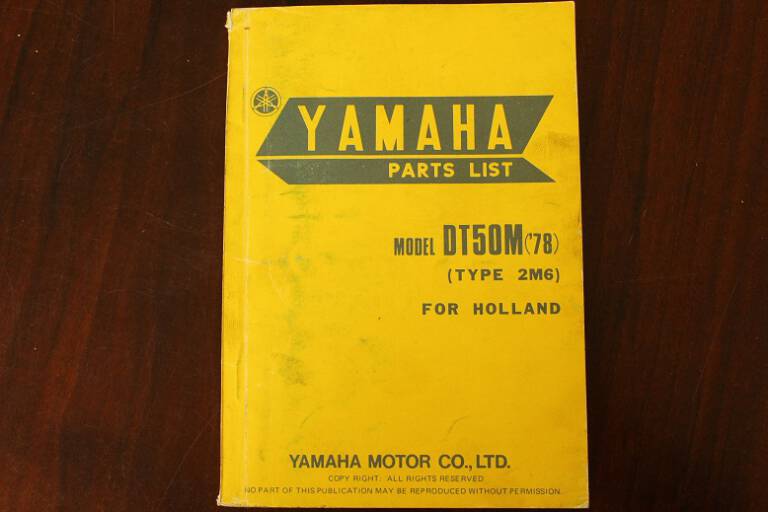 YAMAHA
PARTS LIST
MODEL DT50M('78)
(TYPE 2M6)
FOR HOLLAND
YAMAHA MOTOR CO., LTD.
COPY RIGHT: ALL RIGHTS RESERVED
NO PART OF THIS PUBLICATION MAY BE REPRODUCED WITHOUT PERMISSION.